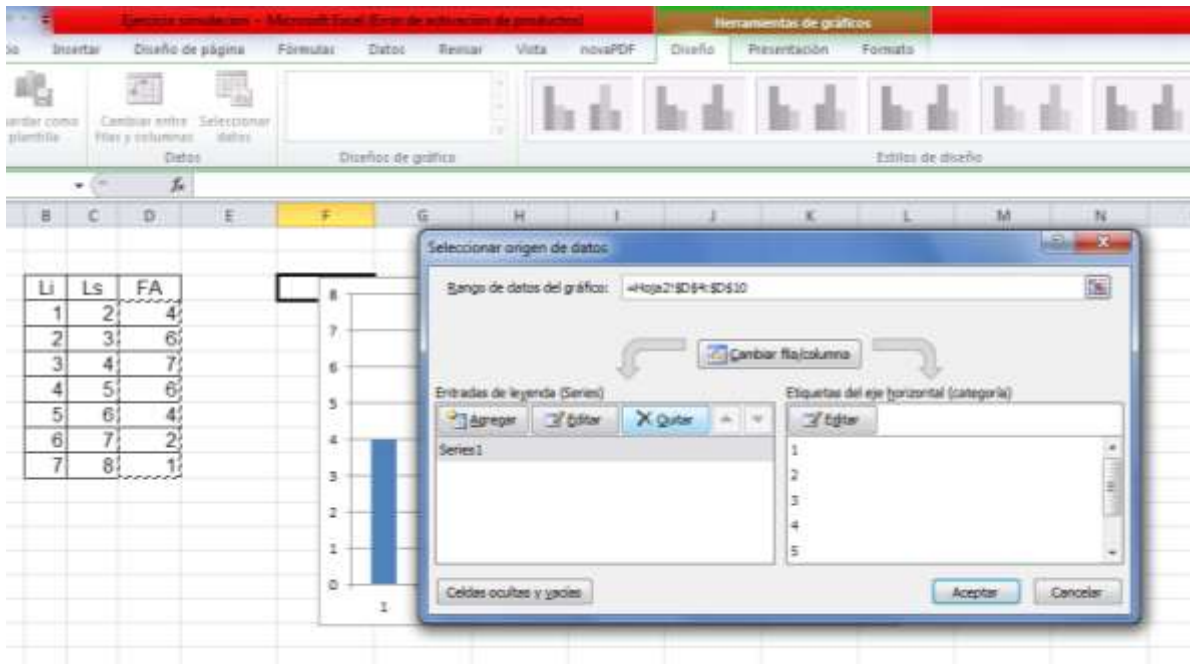 Ejercicio simulacion - Microsoft Excel (Error de activación de productos)
Herramientas de gráficos
Insertar Diseño de página Fórmulas Datos Revisar Vista novaPDF Diseño Presentación Formato
Cambiar entre filas y columnas
Seleccionar datos
como plantilla
Datos
Diseños de gráfico
Estilos de diseño
fx
B C D E F G H I J K L M N
Li Ls FA
1 2 4
2 3 6
3 4 7
4 5 6
5 6 4
6 7 2
7 8 1
8
7
6
5
4
3
2
1
0
1
Seleccionar origen de datos
Rango de datos del gráfico: =Hoja2!$D$4:$D$10
Cambiar fila/columna
Entradas de leyenda (Series)
Agregar Editar Quitar
Series1
Etiquetas del eje horizontal (categoría)
Editar
1
2
3
4
5
Celdas ocultas y vacías
Aceptar Cancelar